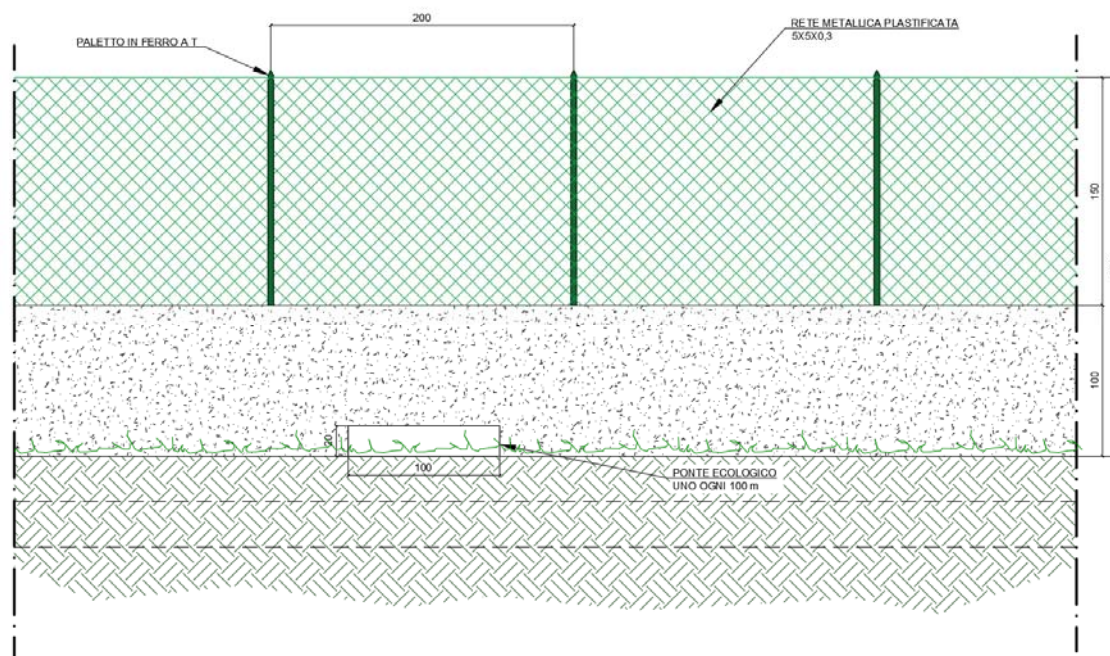 200
RETE METALLICA PLASTIFICATA
5X5X0,3
PALETTO IN FERRO A T
150
100
20
100
PONTE ECOLOGICO
UNO OGNI 100 m